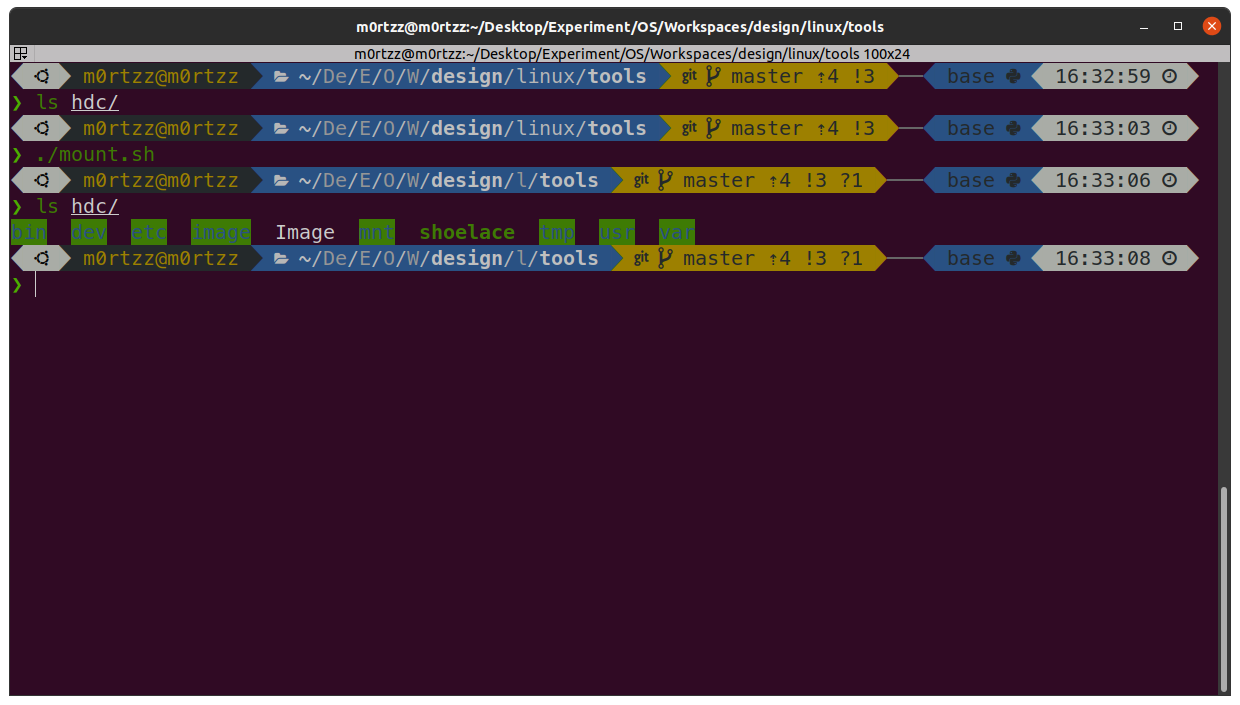 m0rtzz@m0rtzz:~/Desktop/Experiment/OS/Workspaces/design/linux/tools
m0rtzz@m0rtzz:~/Desktop/Experiment/OS/Workspaces/design/linux/tools 100x24
m0rtzz@m0rtzz ~/De/E/O/W/design/linux/tools git master ⇡4 !3 base 16:32:59
❯ ls hdc/
m0rtzz@m0rtzz ~/De/E/O/W/design/linux/tools git master ⇡4 !3 base 16:33:03
❯ ./mount.sh
m0rtzz@m0rtzz ~/De/E/O/W/design/l/tools git master ⇡4 !3 ?1 base 16:33:06
❯ ls hdc/
bin dev etc image Image mnt shoelace tmp usr var
m0rtzz@m0rtzz ~/De/E/O/W/design/l/tools git master ⇡4 !3 ?1 base 16:33:08
❯